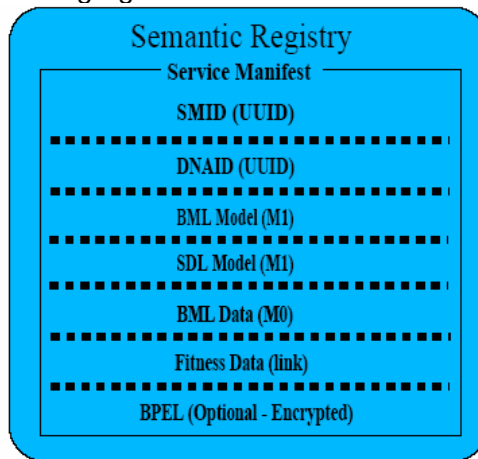 Semantic Registry
Service Manifest
SMID (UUID)
DNAID (UUID)
BML Model (M1)
SDL Model (M1)
BML Data (M0)
Fitness Data (link)
BPEL (Optional - Encrypted)